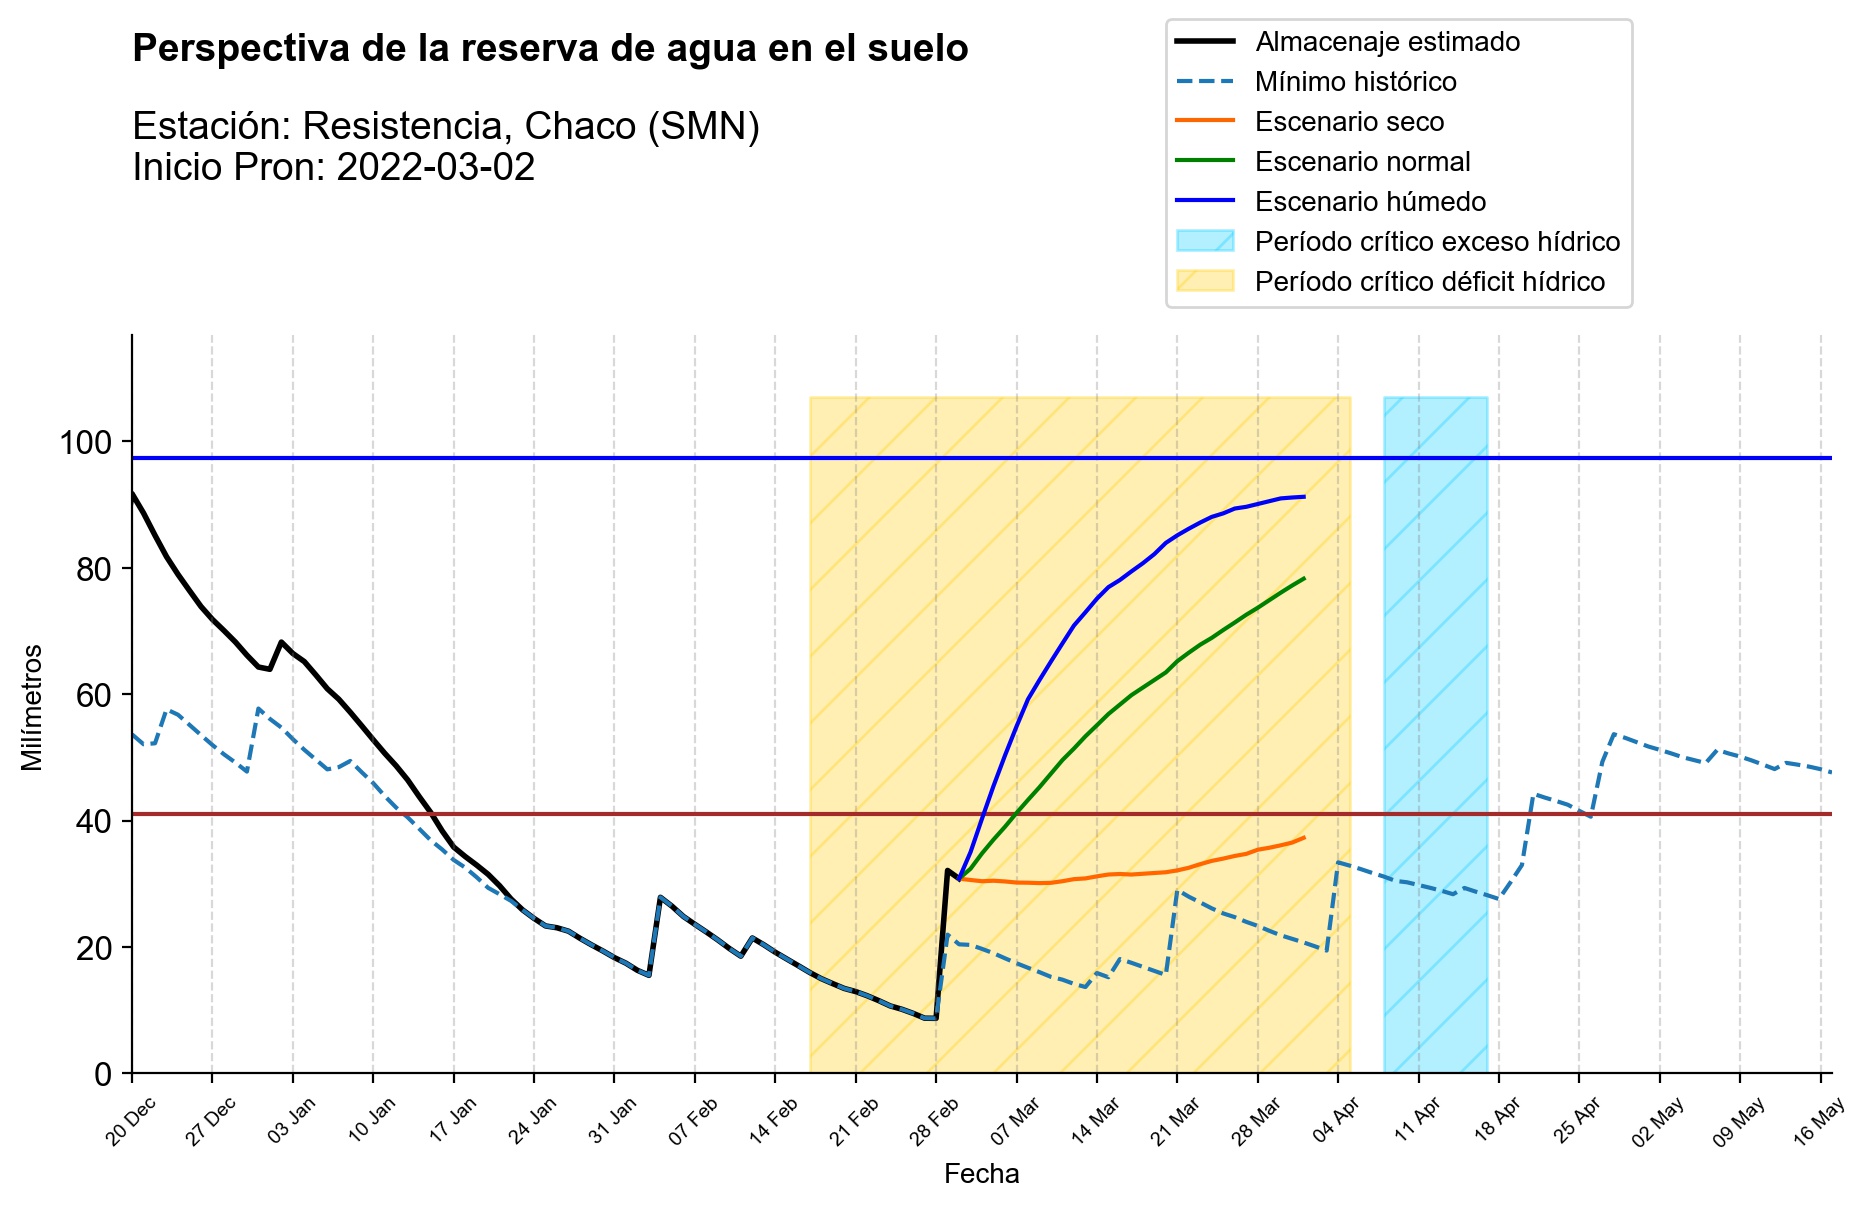 Perspectiva de la reserva de agua en el suelo
Estación: Resistencia, Chaco (SMN)
Inicio Pron: 2022-03-02
Almacenaje estimado
Mínimo histórico
Escenario seco
Escenario normal
Escenario húmedo
Período crítico exceso hídrico
Período crítico déficit hídrico
Milímetros
100
80
60
40
20
0
20 Dec
27 Dec
03 Jan
10 Jan
17 Jan
24 Jan
31 Jan
07 Feb
14 Feb
21 Feb
28 Feb
07 Mar
14 Mar
21 Mar
28 Mar
04 Apr
11 Apr
18 Apr
25 Apr
02 May
09 May
16 May
Fecha